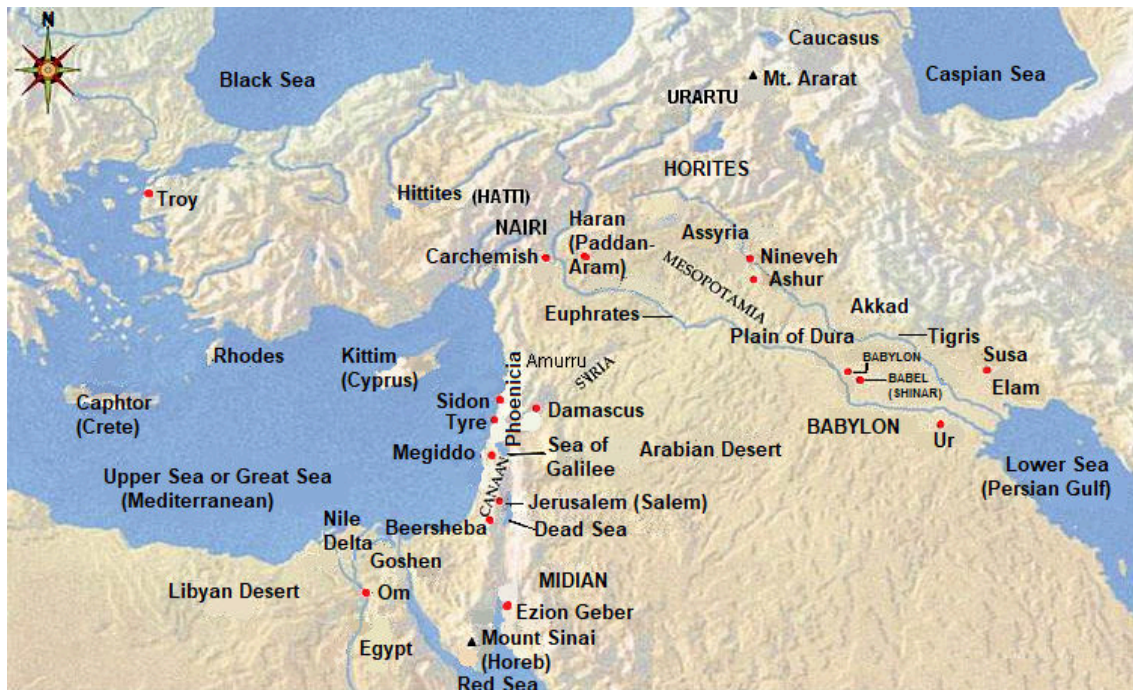 N
Caucasus
Black Sea
Mt. Ararat
Caspian Sea
URARTU
HORITES
Troy
Hittites (HATTI)
NAIRI
Haran
(Paddan-
Aram)
Carchemish
Assyria
Nineveh
Ashur
MESOPOTAMIA
Akkad
Euphrates
Plain of Dura
Tigris
Rhodes
Kittim
(Cyprus)
Amurru
SYRIA
BABYLON
BABEL
(SHINAR)
Susa
Elam
Caphtor
(Crete)
Sidon
Tyre
Phoenicia
Damascus
BABYLON
Ur
Megiddo
Sea of
Galilee
Arabian Desert
Lower Sea
(Persian Gulf)
Upper Sea or Great Sea
(Mediterranean)
CANAAN
Jerusalem (Salem)
Nile
Delta
Beersheba
Dead Sea
Goshen
Libyan Desert
Om
MIDIAN
Ezion Geber
Egypt
Mount Sinai
(Horeb)
Red Sea